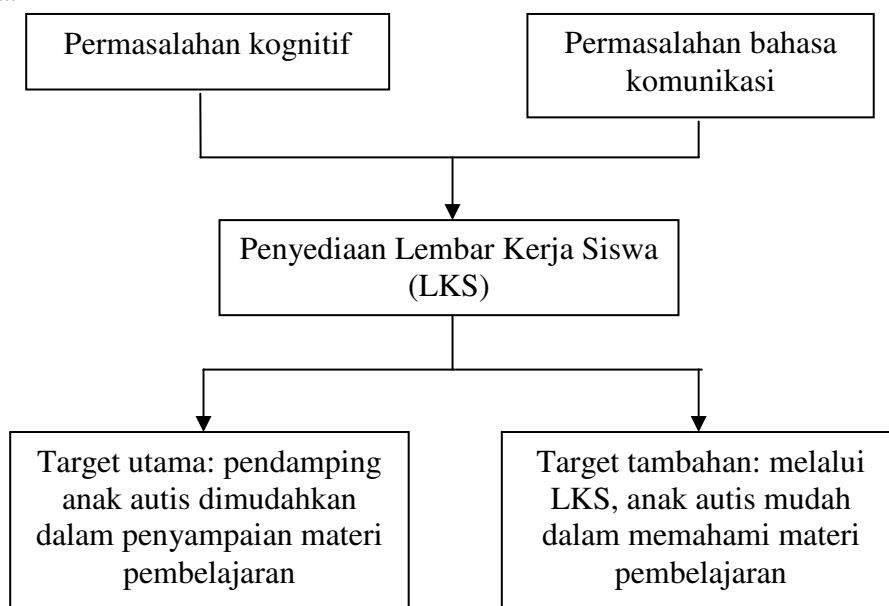 Permasalahan kognitif
Permasalahan bahasa
komunikasi
Penyediaan Lembar Kerja Siswa
(LKS)
Target utama: pendamping
anak autis dimudahkan
dalam penyampaian materi
pembelajaran
Target tambahan: melalui
LKS, anak autis mudah
dalam memahami materi
pembelajaran